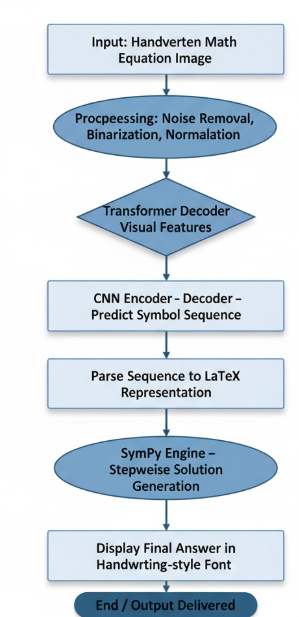 Input: Handverten Math
Equation Image
Procpeessing: Noise Removal,
Binarization, Normalation
Transformer Decoder
Visual Features
CNN Encoder – Decoder –
Predict Symbol Sequence
Parse Sequence to LaTeX
Representation
SymPy Engine –
Stepweise Solution
Generation
Display Final Answer in
Handwrting-style Font
End / Output Delivered